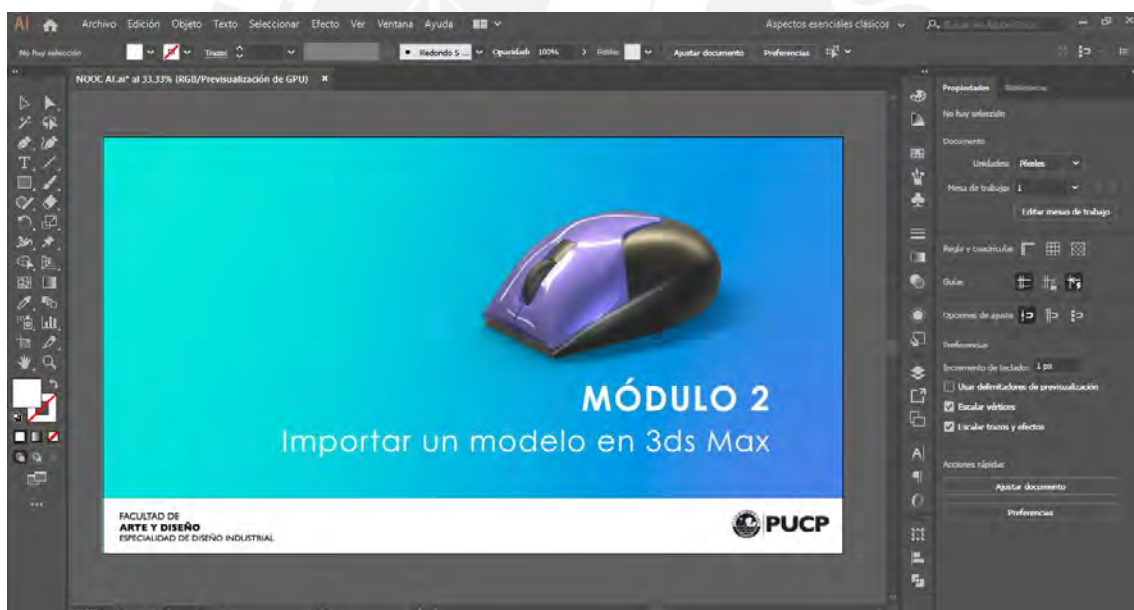 Ai Archivo Edición Objeto Texto Seleccionar Efecto Ver Ventana Ayuda Aspectos esenciales clásicos
No hay selección Trazo: Redondo S ... Opacidad: 100% Estilo: Ajustar documento Preferencias
NOOC AI.ai* al 33.33% (RGB/Previsualización de GPU)
Propiedades Bibliotecas
No hay selección
Documento
Unidades: Píxeles
Mesa de trabajo: 1
Editar mesas de trabajo
Regla y cuadrículas
Guías
Opciones de ajuste
Preferencias
Incremento de teclado: 1 px
Usar delimitadores de previsualización
Escalar vértices
Escalar trazos y efectos
Acciones rápidas
Ajustar documento
Preferencias
MÓDULO 2
Importar un modelo en 3ds Max
FACULTAD DE
ARTE Y DISEÑO
ESPECIALIDAD DE DISEÑO INDUSTRIAL
PUCP